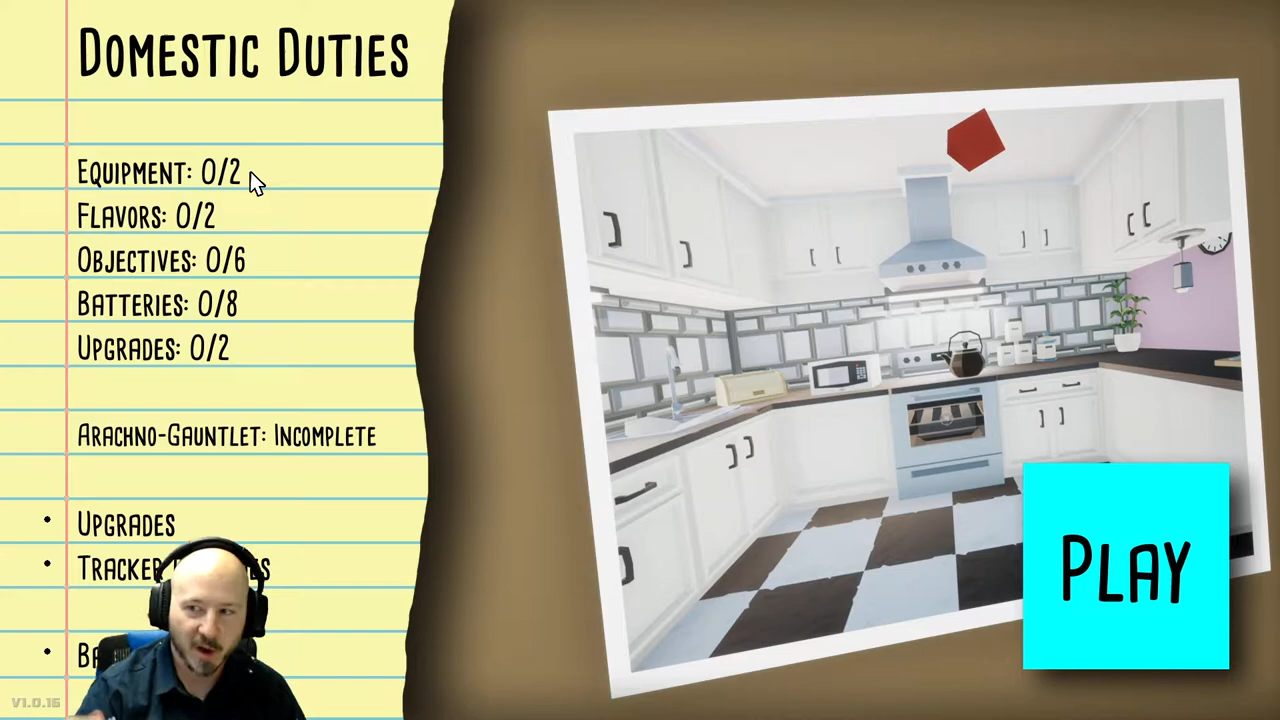 Domestic Duties
Equipment: 0/2
Flavors: 0/2
Objectives: 0/6
Batteries: 0/8
Upgrades: 0/2
Arachno-Gauntlet: Incomplete
• Upgrades
• Tracker
Play
V1.0.16